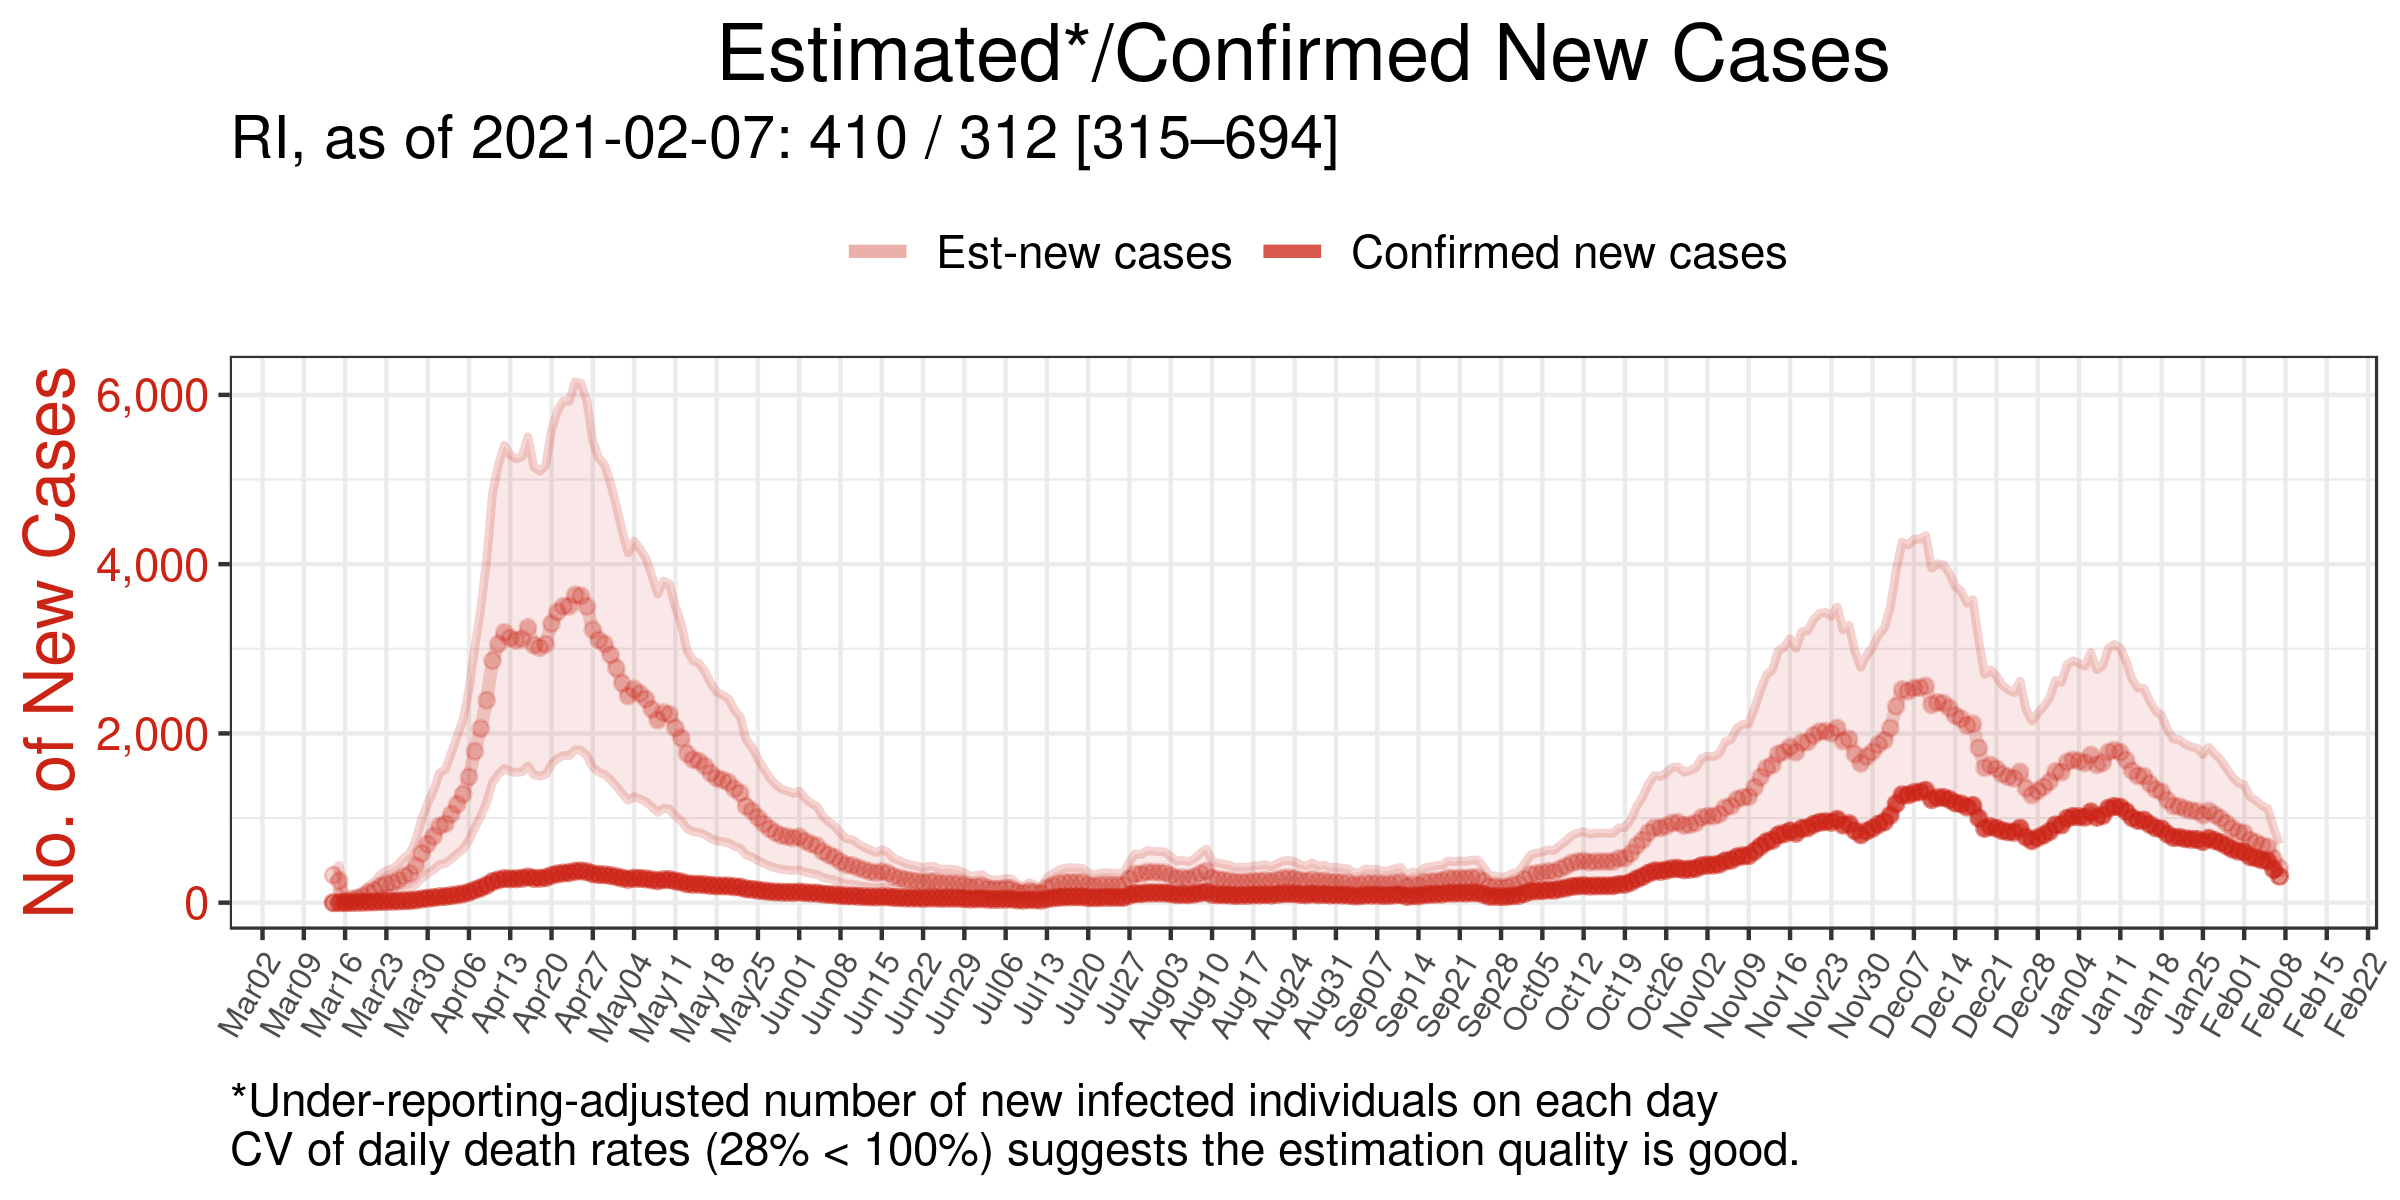 Estimated*/Confirmed New Cases
RI, as of 2021-02-07: 410 / 312 [315–694]
Est-new cases Confirmed new cases
No. of New Cases
6,000
4,000
2,000
0
Mar02 Mar09 Mar16 Mar23 Mar30 Apr06 Apr13 Apr20 Apr27 May04 May11 May18 May25 Jun01 Jun08 Jun15 Jun22 Jun29 Jul06 Jul13 Jul20 Jul27 Aug03 Aug10 Aug17 Aug24 Aug31 Sep07 Sep14 Sep21 Sep28 Oct05 Oct12 Oct19 Oct26 Nov02 Nov09 Nov16 Nov23 Nov30 Dec07 Dec14 Dec21 Dec28 Jan04 Jan11 Jan18 Jan25 Feb01 Feb08 Feb15 Feb22
*Under-reporting-adjusted number of new infected individuals on each day
CV of daily death rates (28% < 100%) suggests the estimation quality is good.